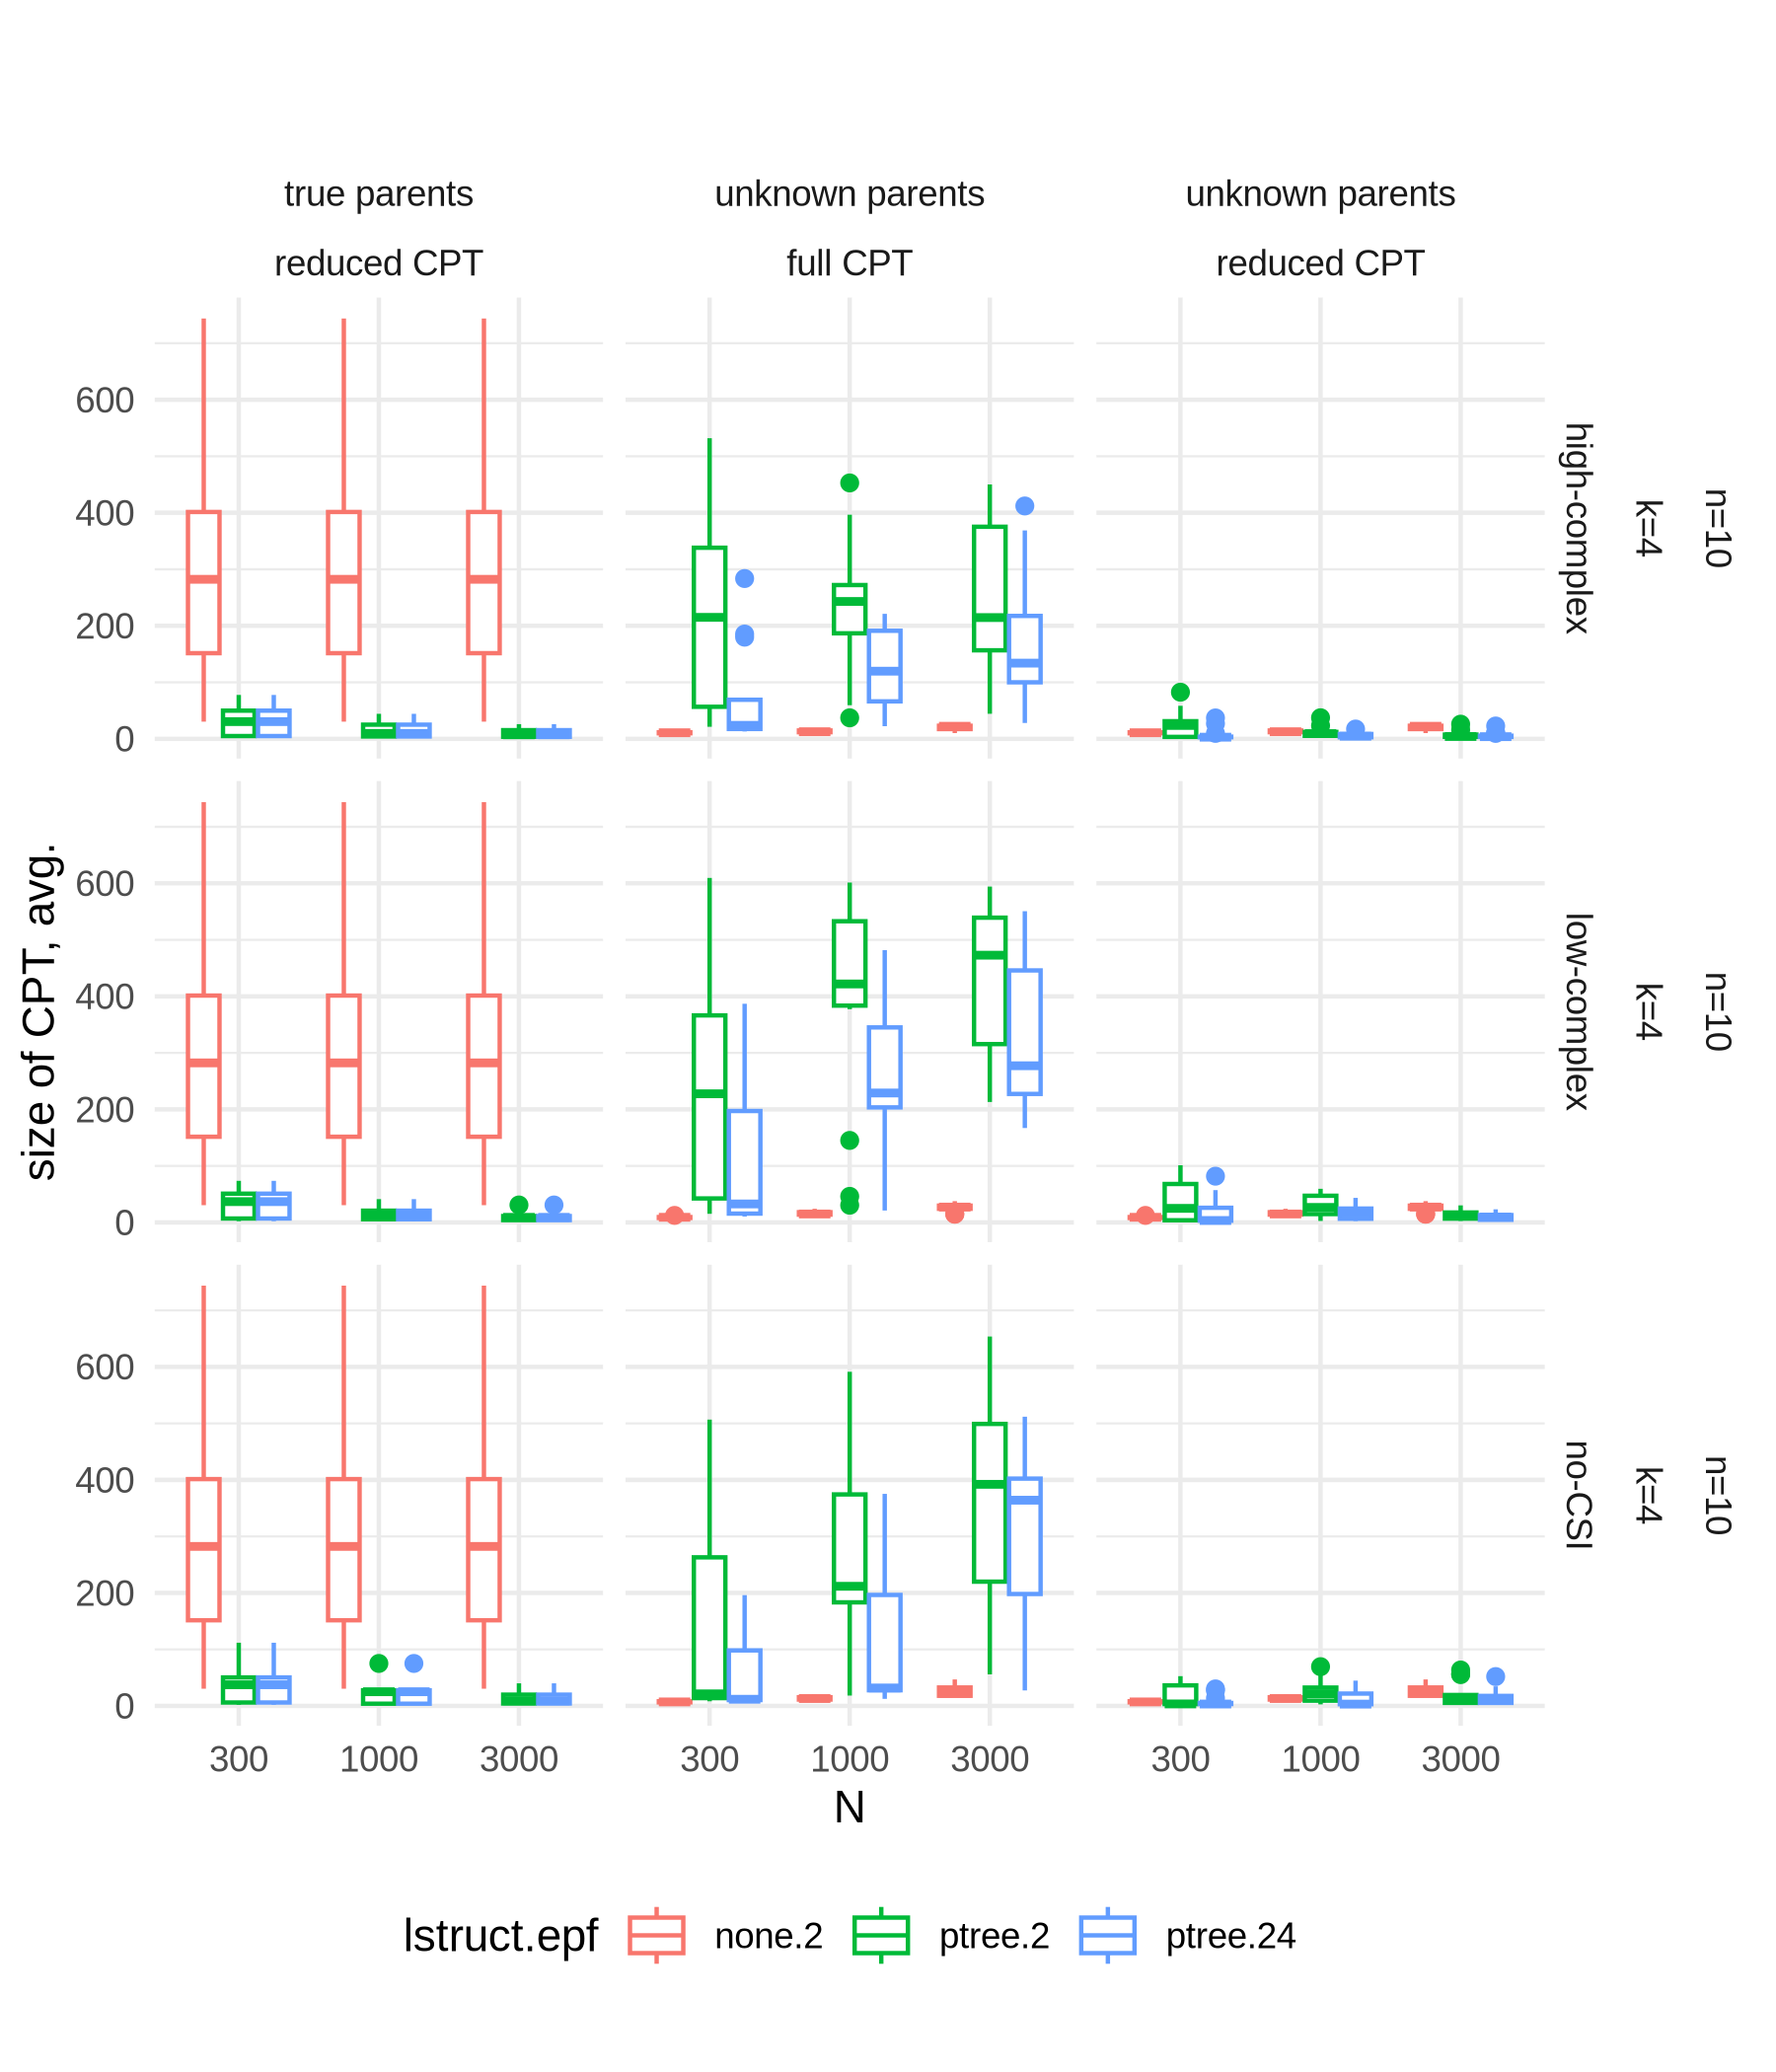 true parents
unknown parents
unknown parents
reduced CPT
full CPT
reduced CPT
600
400
200
0
high-complex
k=4
n=10
size of CPT, avg.
600
400
200
0
low-complex
k=4
n=10
600
400
200
0
no-CSI
k=4
n=10
300 1000 3000
300 1000 3000
300 1000 3000
N
lstruct.epf none.2 ptree.2 ptree.24